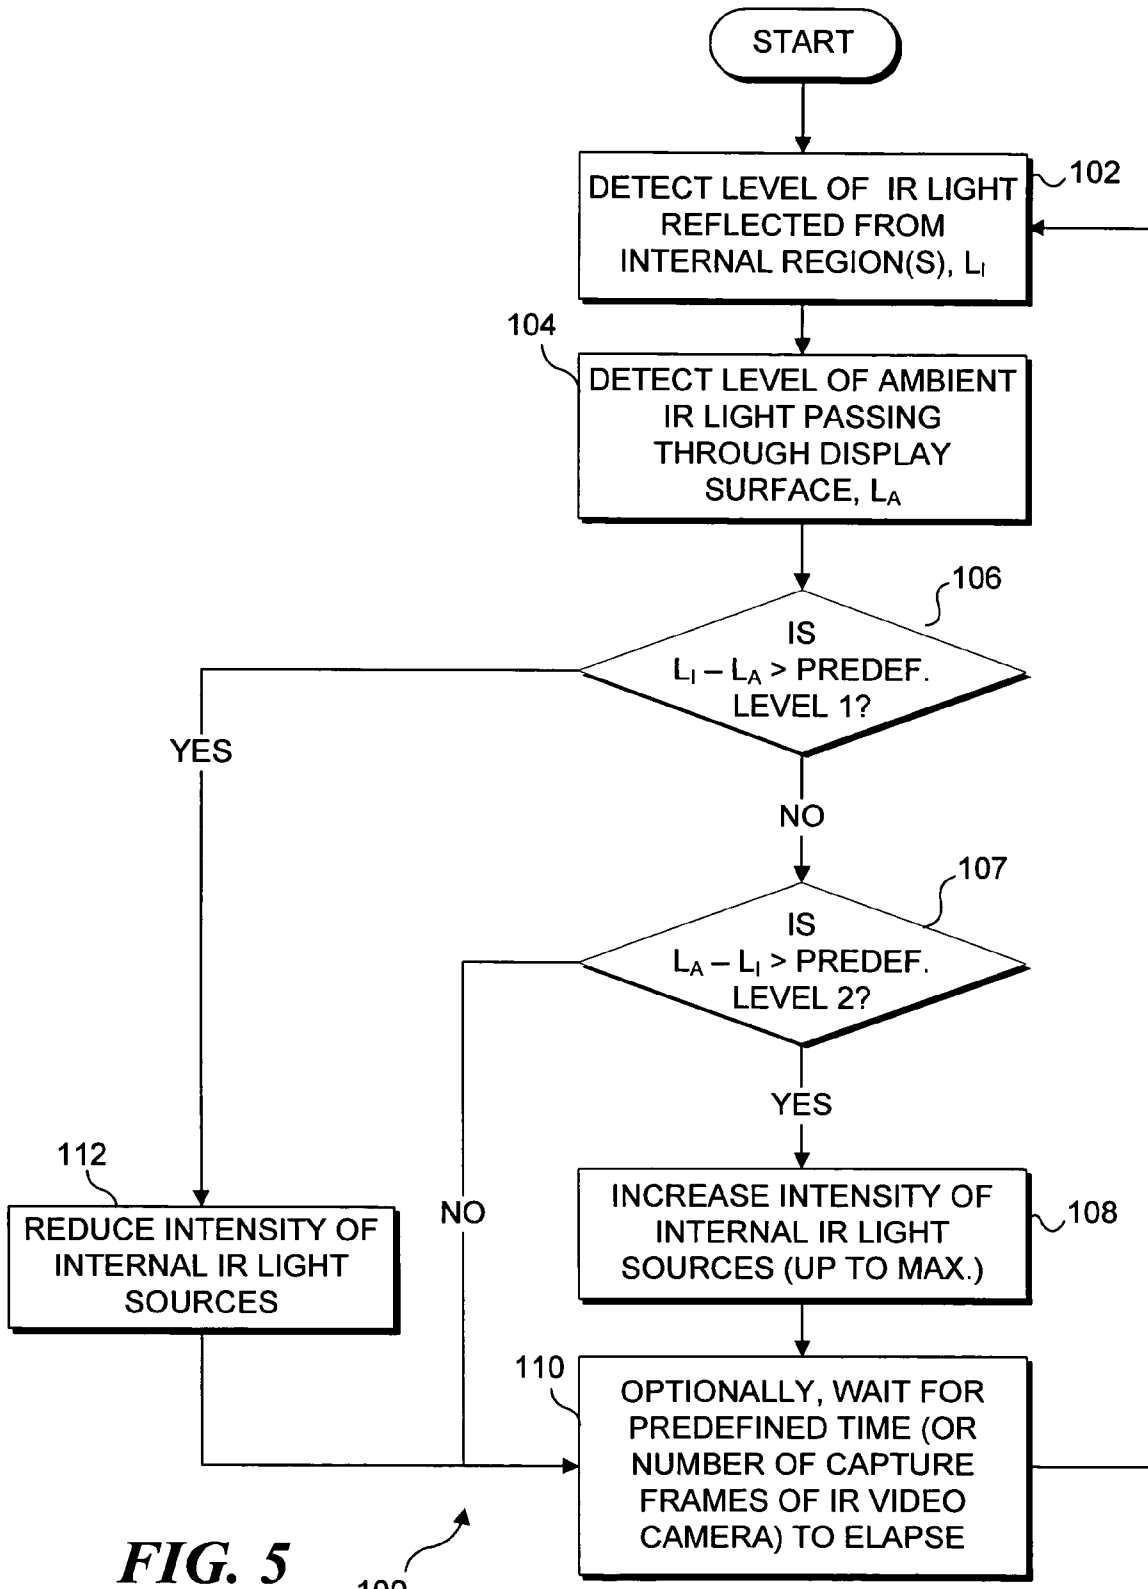 START
102
DETECT LEVEL OF IR LIGHT
REFLECTED FROM
INTERNAL REGION(S), LI
104
DETECT LEVEL OF AMBIENT
IR LIGHT PASSING
THROUGH DISPLAY
SURFACE, LA
106
IS
LI – LA > PREDEF.
LEVEL 1?
YES
NO
107
IS
LA – LI > PREDEF.
LEVEL 2?
YES
112
REDUCE INTENSITY OF
INTERNAL IR LIGHT
SOURCES
NO
INCREASE INTENSITY OF
INTERNAL IR LIGHT
SOURCES (UP TO MAX.)
108
110
OPTIONALLY, WAIT FOR
PREDEFINED TIME (OR
NUMBER OF CAPTURE
FRAMES OF IR VIDEO
CAMERA) TO ELAPSE
FIG. 5